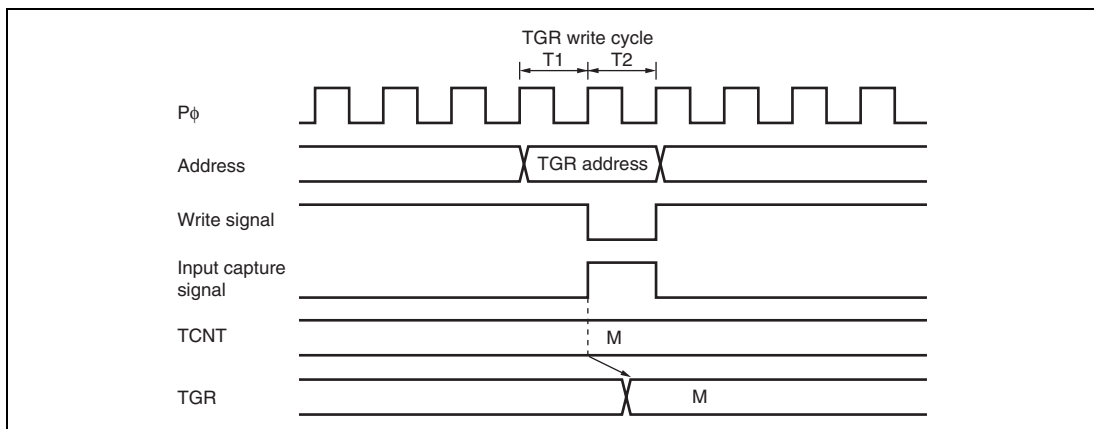 TGR write cycle
T1 T2
Pϕ
Address
TGR address
Write signal
Input capture
signal
TCNT
M
TGR
M